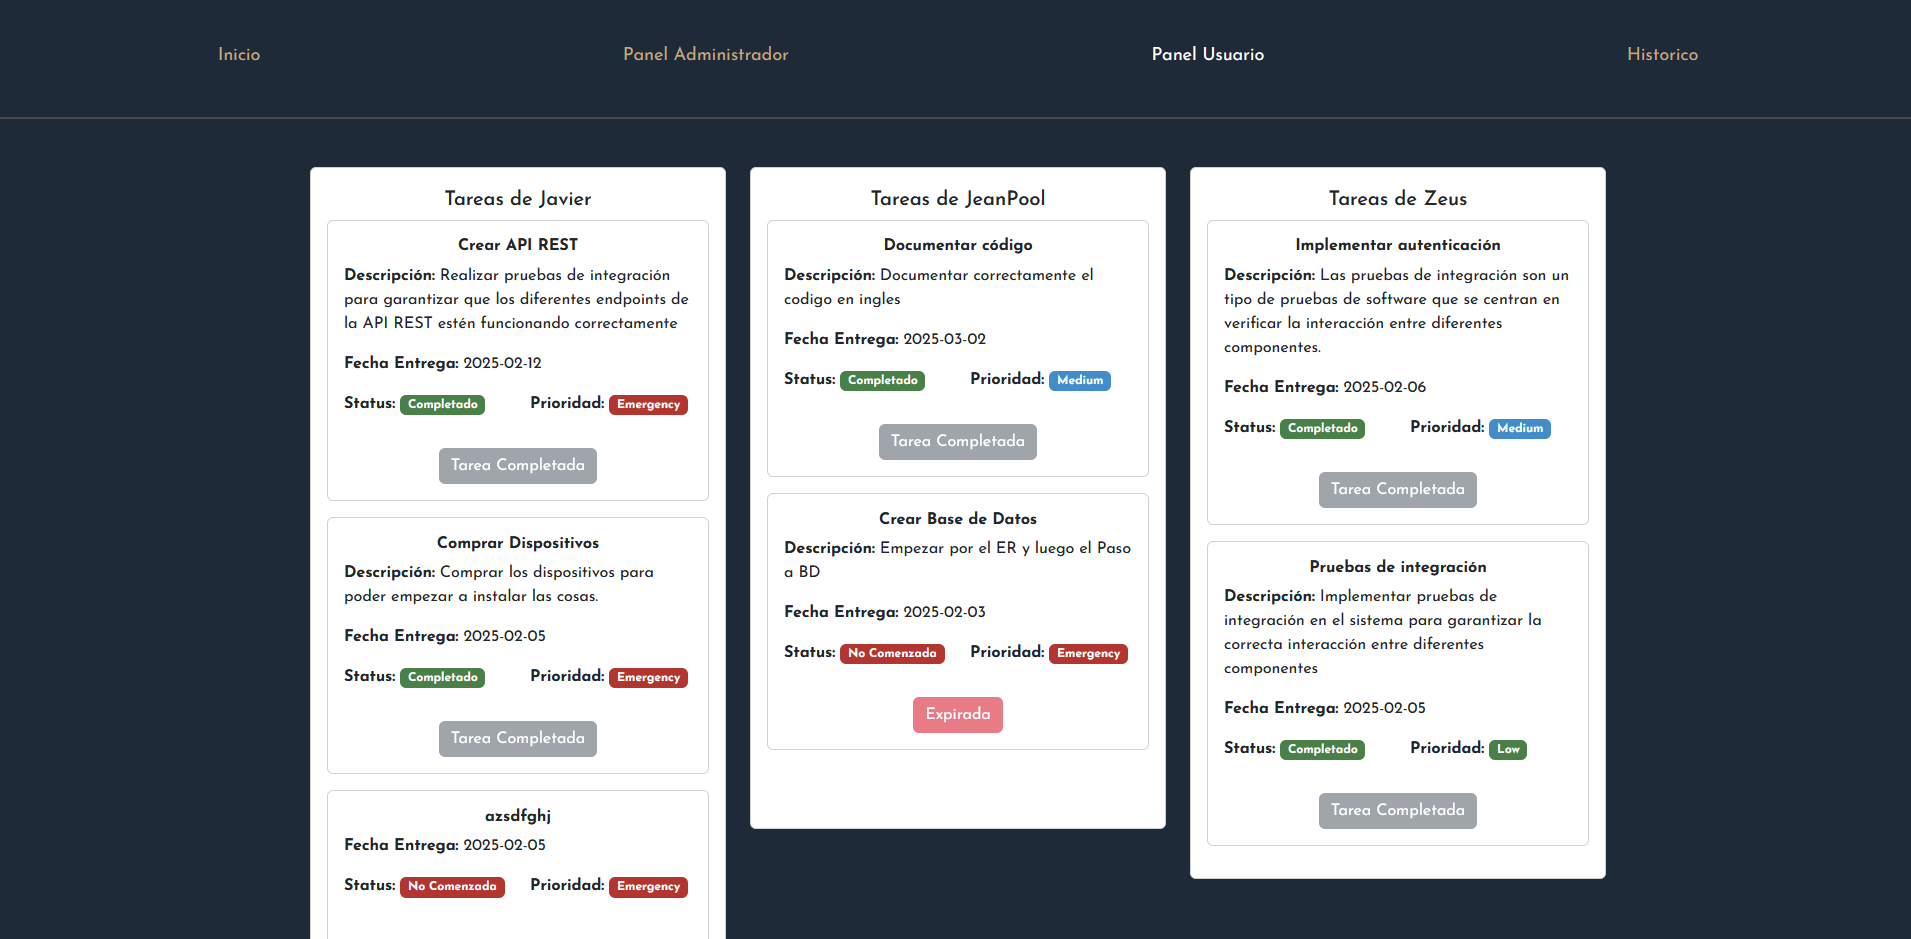 Inicio
Panel Administrador
Panel Usuario
Historico
Tareas de Javier
Crear API REST
Descripción: Realizar pruebas de integración
para garantizar que los diferentes endpoints de
la API REST estén funcionando correctamente
Fecha Entrega: 2025-02-12
Status: Completado Prioridad: Emergency
Tarea Completada
Comprar Dispositivos
Descripción: Comprar los dispositivos para
poder empezar a instalar las cosas.
Fecha Entrega: 2025-02-05
Status: Completado Prioridad: Emergency
Tarea Completada
azsdfghj
Fecha Entrega: 2025-02-05
Status: No Comenzada Prioridad: Emergency
Tareas de JeanPool
Documentar código
Descripción: Documentar correctamente el
codigo en ingles
Fecha Entrega: 2025-03-02
Status: Completado Prioridad: Medium
Tarea Completada
Crear Base de Datos
Descripción: Empezar por el ER y luego el Paso
a BD
Fecha Entrega: 2025-02-03
Status: No Comenzada Prioridad: Emergency
Expirada
Tareas de Zeus
Implementar autenticación
Descripción: Las pruebas de integración son un
tipo de pruebas de software que se centran en
verificar la interacción entre diferentes
componentes.
Fecha Entrega: 2025-02-06
Status: Completado Prioridad: Medium
Tarea Completada
Pruebas de integración
Descripción: Implementar pruebas de
integración en el sistema para garantizar la
correcta interacción entre diferentes
componentes
Fecha Entrega: 2025-02-05
Status: Completado Prioridad: Low
Tarea Completada